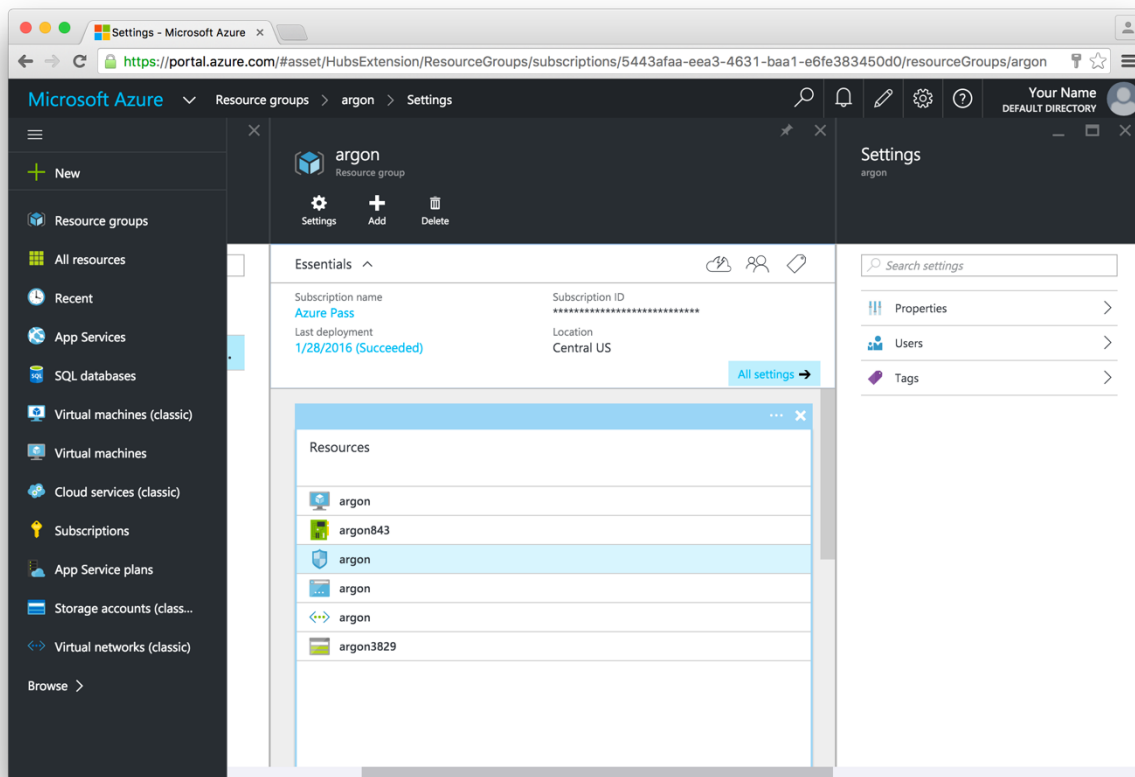 Settings - Microsoft Azure
https://portal.azure.com/#asset/HubsExtension/ResourceGroups/subscriptions/5443afaa-eea3-4631-baa1-e6fe383450d0/resourceGroups/argon
Microsoft Azure Resource groups > argon > Settings
Your Name
DEFAULT DIRECTORY
New
Resource groups
All resources
Recent
App Services
SQL databases
Virtual machines (classic)
Virtual machines
Cloud services (classic)
Subscriptions
App Service plans
Storage accounts (class...
Virtual networks (classic)
Browse >
argon
Resource group
Settings Add Delete
Essentials
Subscription name Subscription ID
Azure Pass ****************************
Last deployment Location
1/28/2016 (Succeeded) Central US
All settings →
Resources
argon
argon843
argon
argon
argon
argon3829
Settings
argon
Search settings
Properties
Users
Tags